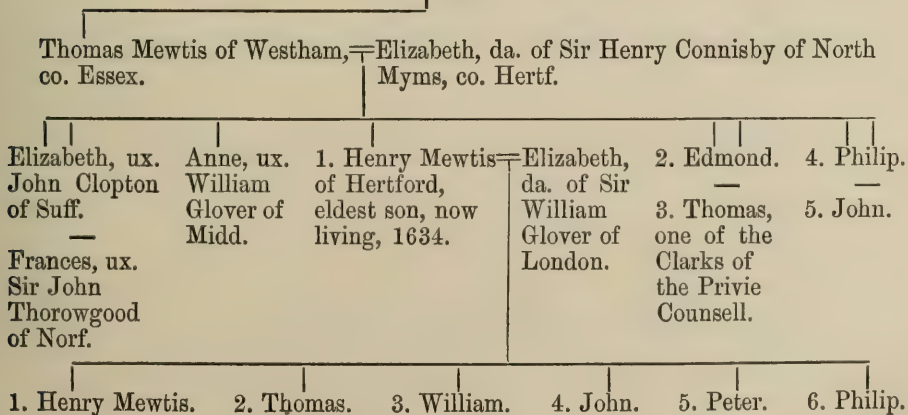 Thomas Mewtis of Westham,
co. Essex.
Elizabeth, da. of Sir Henry Connisby of North
Myms, co. Hertf.
Elizabeth, ux.
John Clopton
of Suff.
—
Frances, ux.
Sir John
Thorowgood
of Norf.
Anne, ux.
William
Glover of
Midd.
1. Henry Mewtis
of Hertford,
eldest son, now
living, 1634.
Elizabeth,
da. of Sir
William
Glover of
London.
2. Edmond.
—
3. Thomas,
one of the
Clarks of
the Privie
Counsell.
4. Philip.
—
5. John.
1. Henry Mewtis. 2. Thomas. 3. William. 4. John. 5. Peter. 6. Philip.